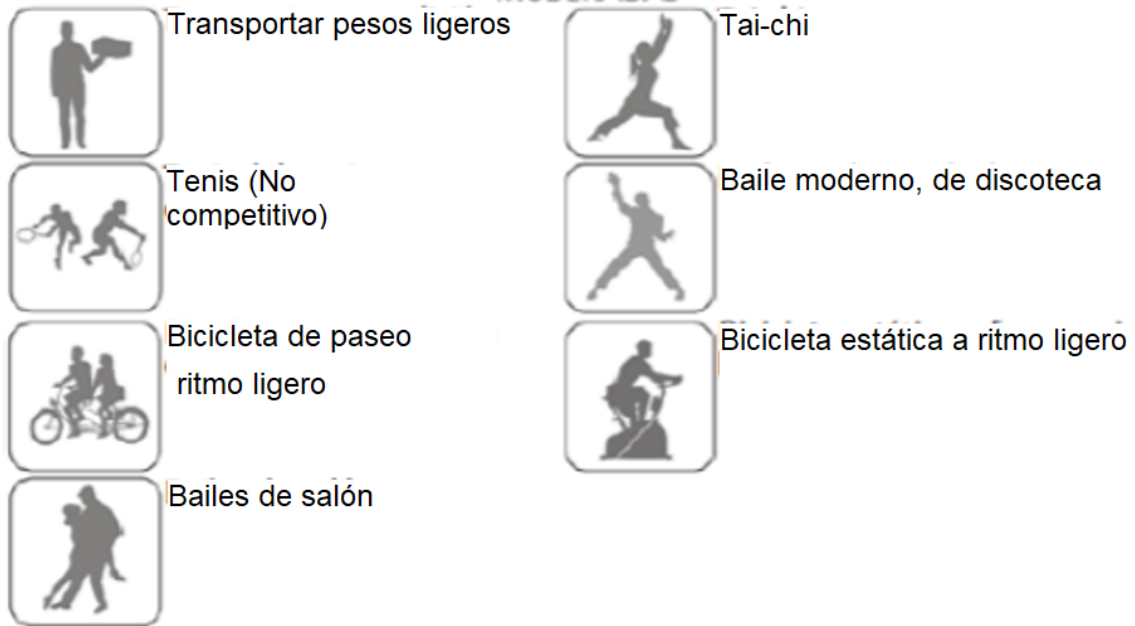 Transportar pesos ligeros
Tai-chi
Tenis (No
competitivo)
Baile moderno, de discoteca
Bicicleta de paseo
ritmo ligero
Bicicleta estática a ritmo ligero
Bailes de salón